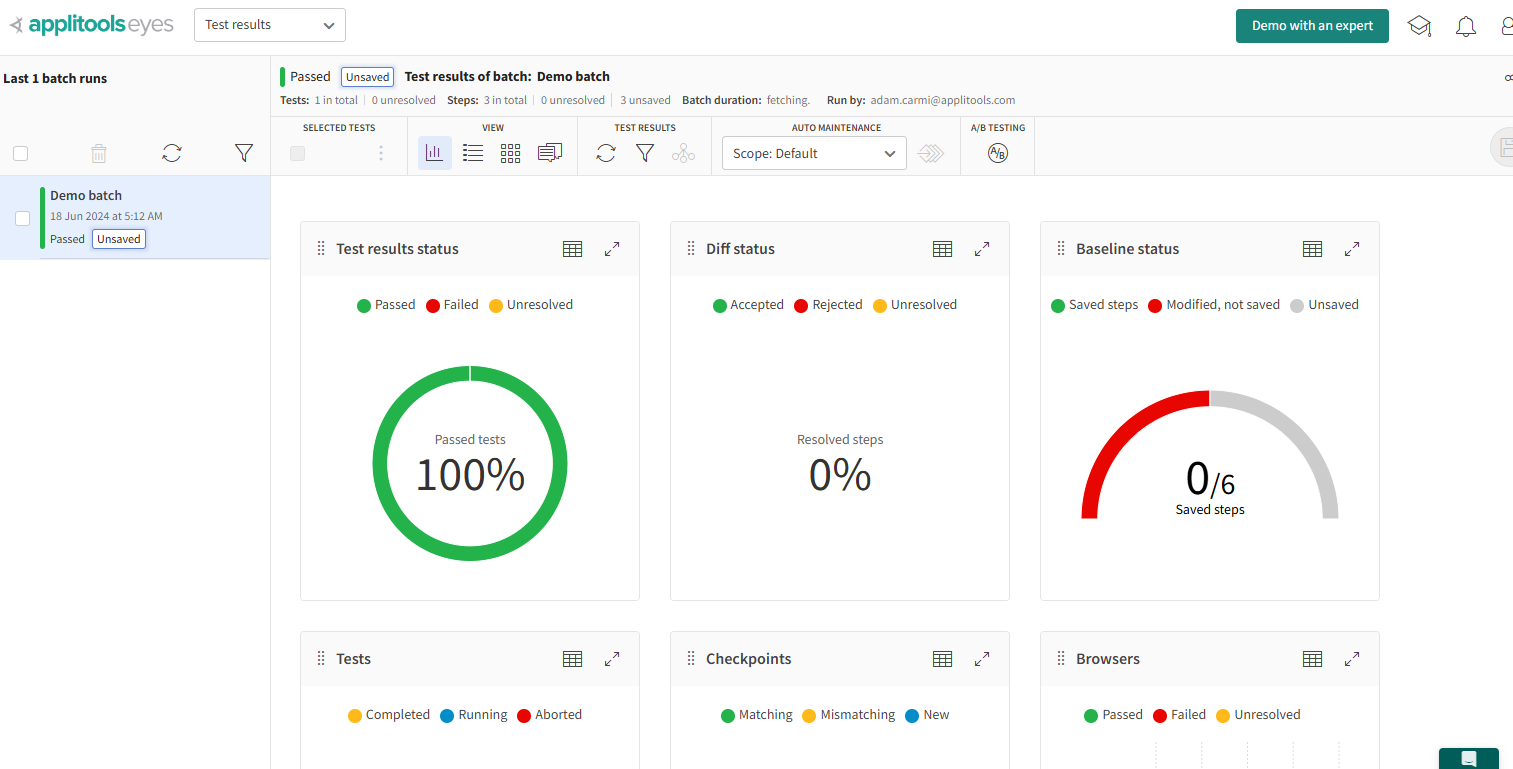 applitools eyes
Test results
Demo with an expert
Last 1 batch runs
Passed Unsaved Test results of batch: Demo batch
Tests: 1 in total 0 unresolved Steps: 3 in total 0 unresolved 3 unsaved Batch duration: fetching. Run by: adam.carmi@applitools.com
SELECTED TESTS VIEW TEST RESULTS AUTO MAINTENANCE A/B TESTING
Scope: Default
A/B
Demo batch
18 Jun 2024 at 5:12 AM
Passed Unsaved
Test results status
Passed Failed Unresolved
Passed tests
100%
Diff status
Accepted Rejected Unresolved
Resolved steps
0%
Baseline status
Saved steps Modified, not saved Unsaved
0/6
Saved steps
Tests
Completed Running Aborted
Checkpoints
Matching Mismatching New
Browsers
Passed Failed Unresolved